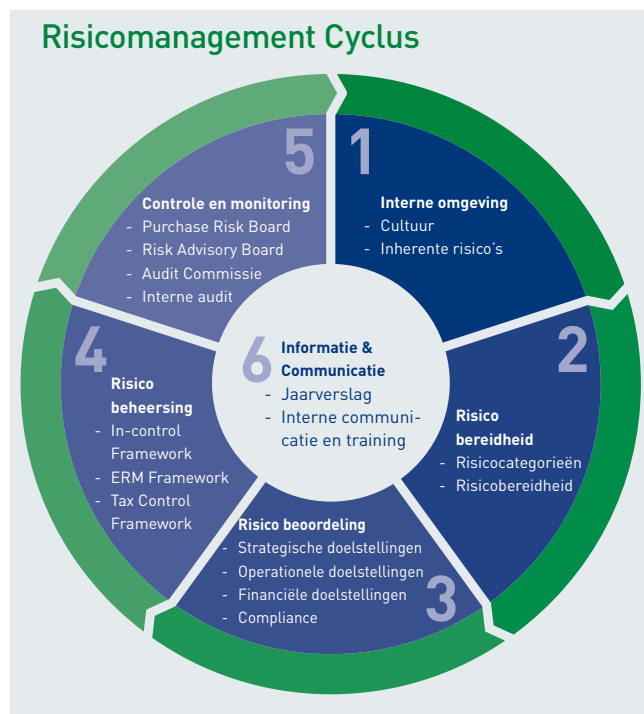 Risicomanagement Cyclus
1
Interne omgeving
- Cultuur
- Inherente risico’s
2
Risico
bereidheid
- Risicocategorieën
- Risicobereidheid
3
Risico beoordeling
- Strategische doelstellingen
- Operationele doelstellingen
- Financiële doelstellingen
- Compliance
4
Risico
beheersing
- In-control
Framework
- ERM Framework
- Tax Control
Framework
5
Controle en monitoring
- Purchase Risk Board
- Risk Advisory Board
- Audit Commissie
- Interne audit
6
Informatie &
Communicatie
- Jaarverslag
- Interne communi-
catie en training